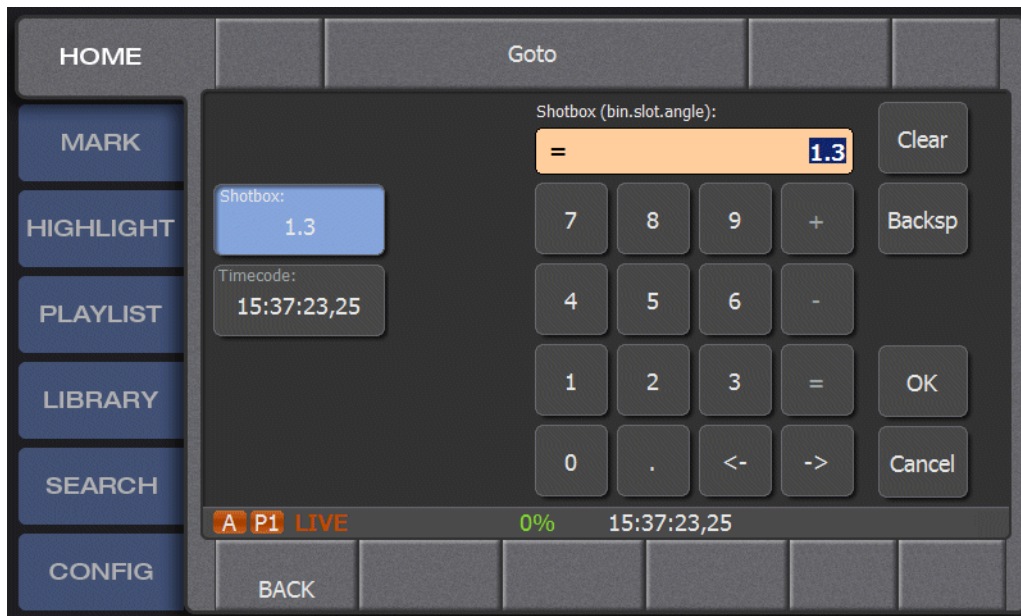 HOME
Goto
MARK
HIGHLIGHT
PLAYLIST
LIBRARY
SEARCH
CONFIG
Shotbox:
1.3
Timecode:
15:37:23,25
Shotbox (bin.slot.angle):
= 1.3
Clear
7 8 9 + Backsp
4 5 6 -
1 2 3 = OK
0 . <- -> Cancel
A P1 LIVE 0% 15:37:23,25
BACK